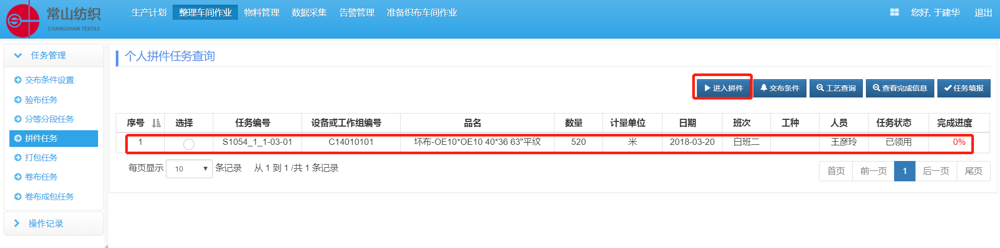 常山纺织
CHANGSHAN TEXTILE
生产计划 整理车间作业 物料管理 数据采集 告警管理 准备织布车间作业
您好, 于建华 退出
任务管理
交布条件设置
验布任务
分等分段任务
拼件任务
打包任务
卷布任务
卷布成包任务
操作记录
个人拼件任务查询
进入拼件 交布条件 工艺查询 查看完成信息 任务填报
序号 选择 任务编号 设备或工作组编号 品名 数量 计量单位 日期 班次 工种 人员 任务状态 完成进度
1 S1054_1_1-03-01 C14010101 坏布-OE10*OE10 40*36 63"平纹 520 米 2018-03-20 白班二 王彦玲 已领用 0%
每页显示 10 条记录 从 1 到 1 /共 1 条记录
首页 前一页 1 后一页 尾页